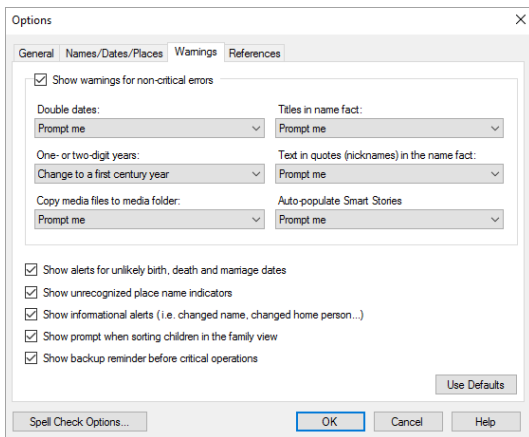 Options
General Names/Dates/Places Warnings References
Show warnings for non-critical errors
Double dates: Titles in name fact:
Prompt me Prompt me
One- or two-digit years: Text in quotes (nicknames) in the name fact:
Change to a first century year Prompt me
Copy media files to media folder: Auto-populate Smart Stories
Prompt me Prompt me
Show alerts for unlikely birth, death and marriage dates
Show unrecognized place name indicators
Show informational alerts (i.e. changed name, changed home person...)
Show prompt when sorting children in the family view
Show backup reminder before critical operations
Use Defaults
Spell Check Options... OK Cancel Help